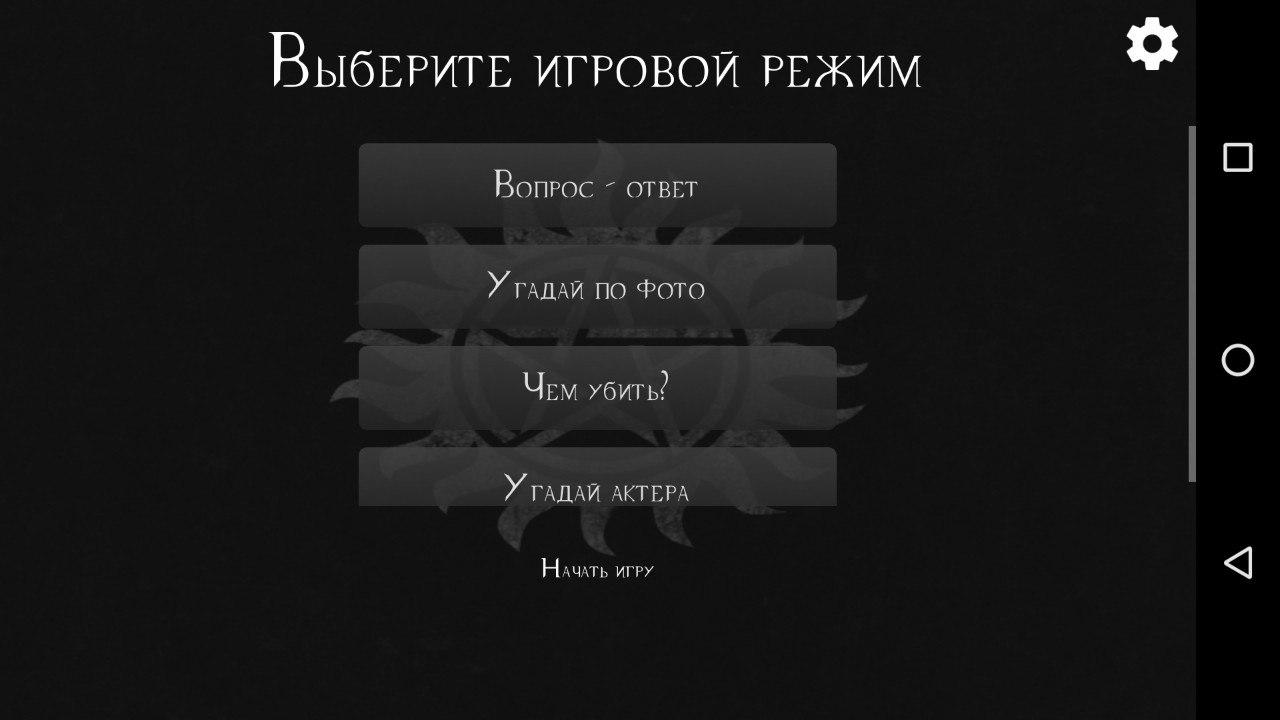 Выберите игровой режим
Вопрос - ответ
Угадай по фото
Чем убить?
Угадай актера
Начать игру